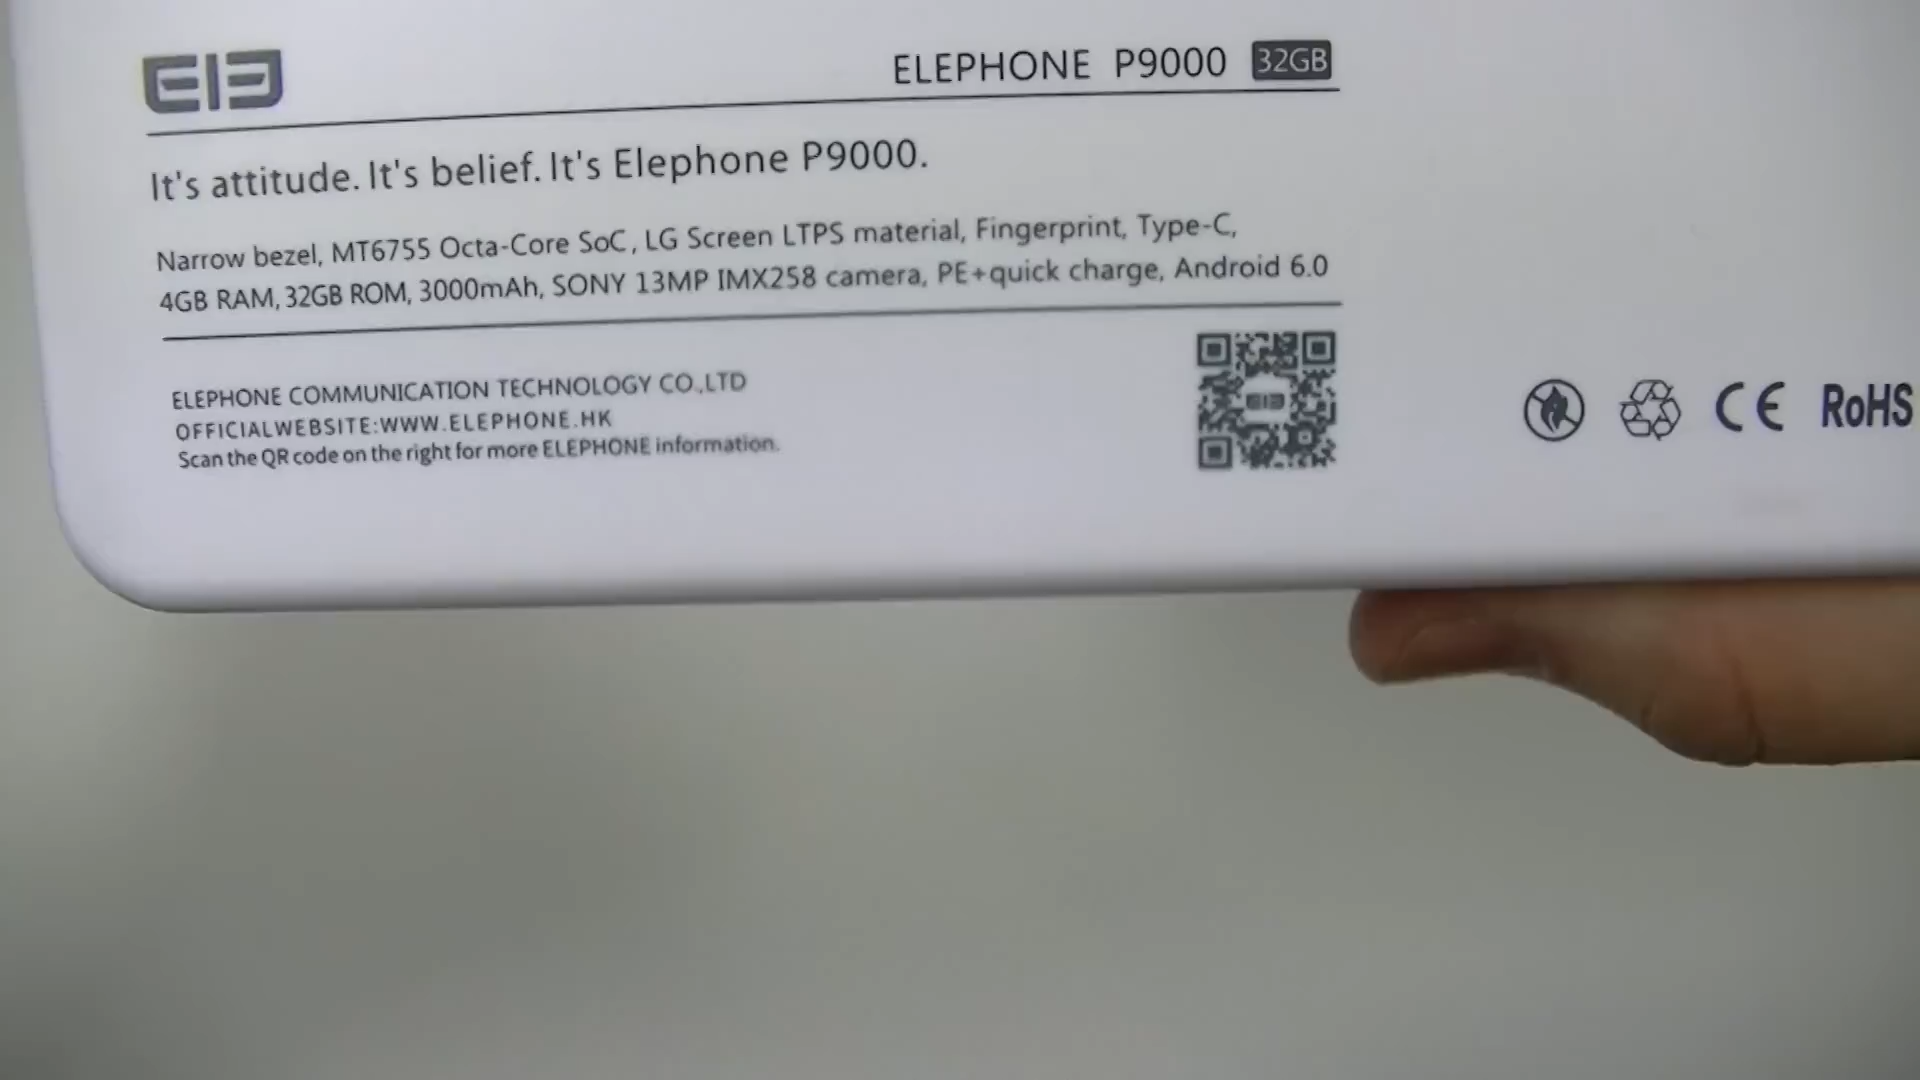 ELE
ELEPHONE P9000 32GB
It's attitude. It's belief. It's Elephone P9000.
Narrow bezel, MT6755 Octa-Core SoC, LG Screen LTPS material, Fingerprint, Type-C,
4GB RAM, 32GB ROM, 3000mAh, SONY 13MP IMX258 camera, PE+quick charge, Android 6.0
ELEPHONE COMMUNICATION TECHNOLOGY CO.,LTD
OFFICIALWEBSITE:WWW.ELEPHONE.HK
Scan the QR code on the right for more ELEPHONE information.
ELE
CE RoHS